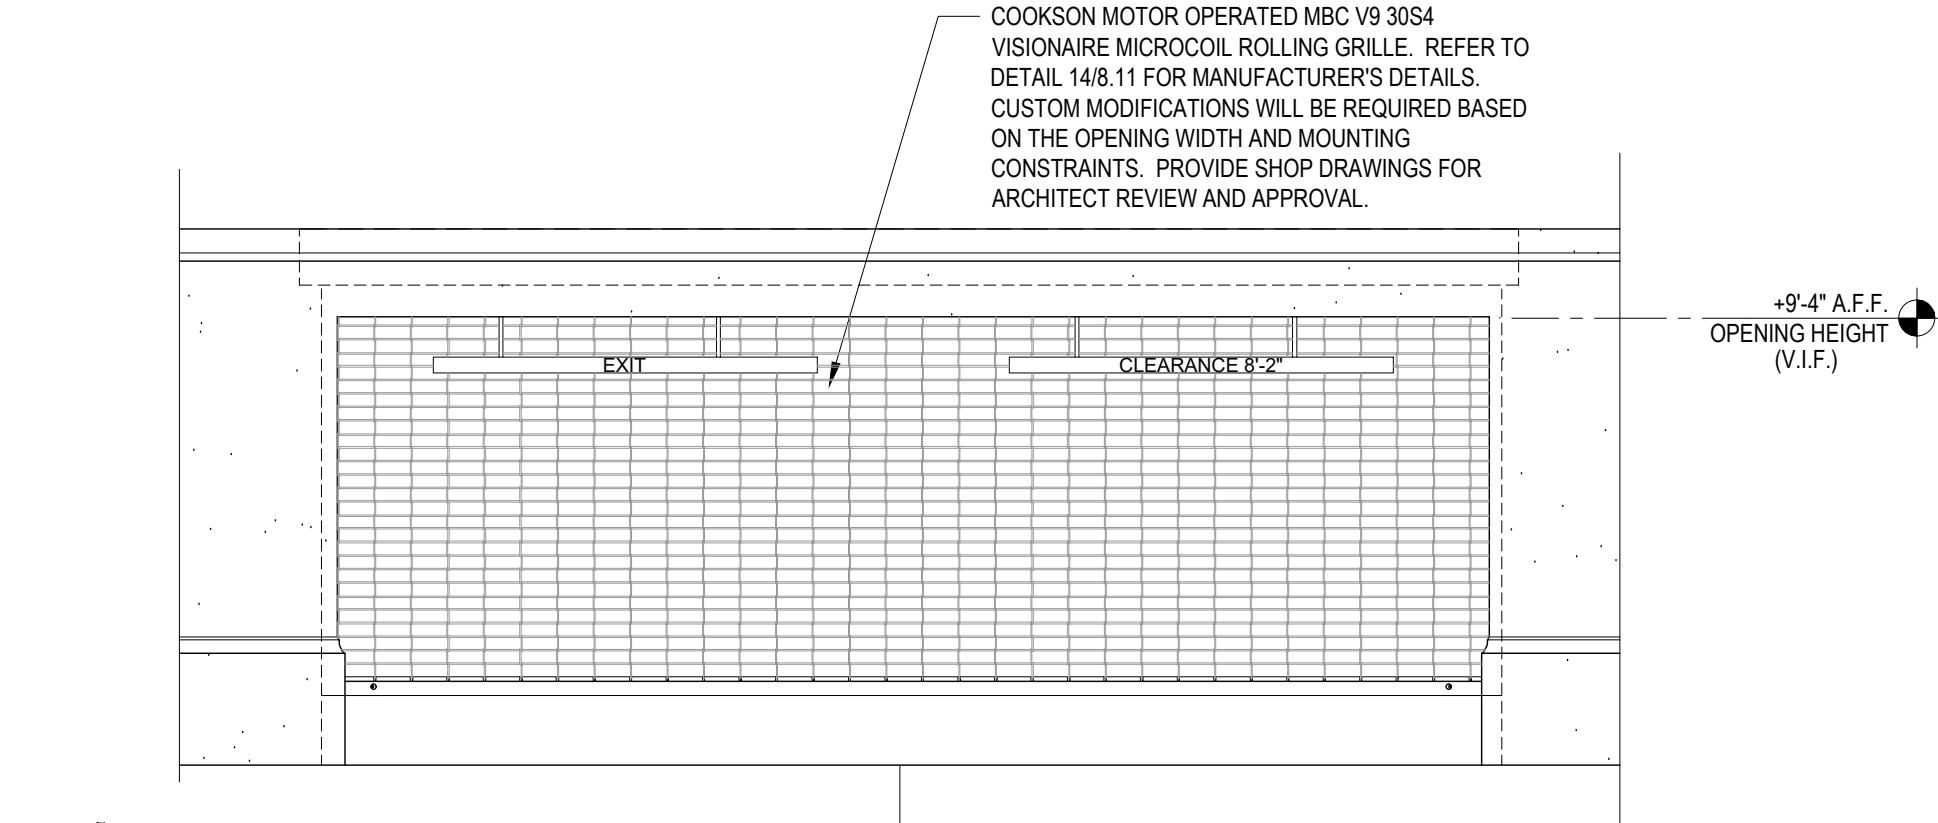 COOKSON MOTOR OPERATED MBC V9 30S4
VISIONAIRE MICROCOIL ROLLING GRILLE.  REFER TO
DETAIL 14/8.11 FOR MANUFACTURER'S DETAILS.
CUSTOM MODIFICATIONS WILL BE REQUIRED BASED
ON THE OPENING WIDTH AND MOUNTING
CONSTRAINTS.  PROVIDE SHOP DRAWINGS FOR
ARCHITECT REVIEW AND APPROVAL.
+9'-4" A.F.F.
OPENING HEIGHT
(V.I.F.)
EXIT
CLEARANCE 8'-2"